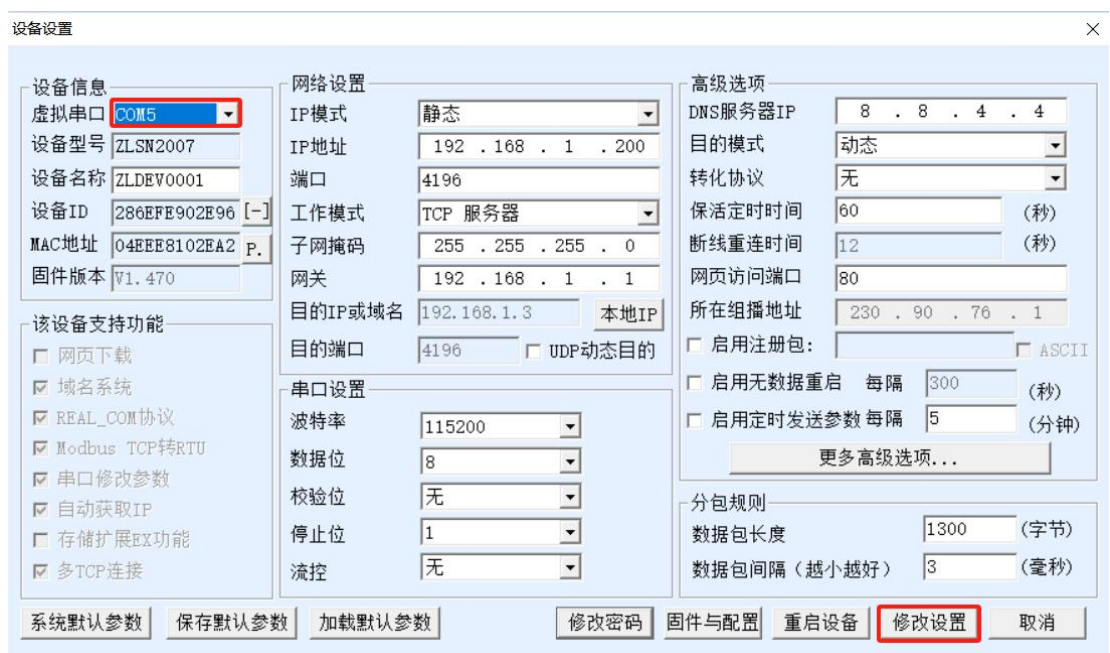 设备设置
设备信息
虚拟串口 COM5
设备型号 ZLSN2007
设备名称 ZLDEV0001
设备ID 286EFE902E96 [-]
MAC地址 04EEE8102EA2 P.
固件版本 V1.470
该设备支持功能
网页下载
域名系统
REAL_COM协议
Modbus TCP转RTU
串口修改参数
自动获取IP
存储扩展EX功能
多TCP连接
网络设置
IP模式 静态
IP地址 192 . 168 . 1 . 200
端口 4196
工作模式 TCP 服务器
子网掩码 255 . 255 . 255 . 0
网关 192 . 168 . 1 . 1
目的IP或域名 192.168.1.3 本地IP
目的端口 4196 UDP动态目的
串口设置
波特率 115200
数据位 8
校验位 无
停止位 1
流控 无
高级选项
DNS服务器IP 8 . 8 . 4 . 4
目的模式 动态
转化协议 无
保活定时时间 60 (秒)
断线重连时间 12 (秒)
网页访问端口 80
所在组播地址 230 . 90 . 76 . 1
启用注册包: ASCII
启用无数据重启 每隔 300 (秒)
启用定时发送参数 每隔 5 (分钟)
更多高级选项...
分包规则
数据包长度 1300 (字节)
数据包间隔（越小越好） 3 (毫秒)
系统默认参数 保存默认参数 加载默认参数 修改密码 固件与配置 重启设备 修改设置 取消